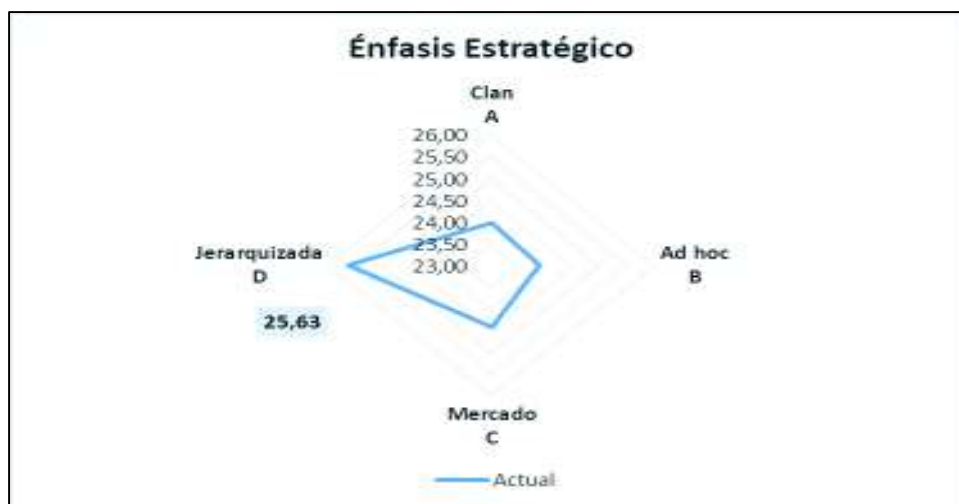 Énfasis Estratégico
Clan
A
26,00
25,50
25,00
24,50
24,00
23,50
23,00
Jerarquizada
D
25,63
Ad hoc
B
Mercado
C
Actual